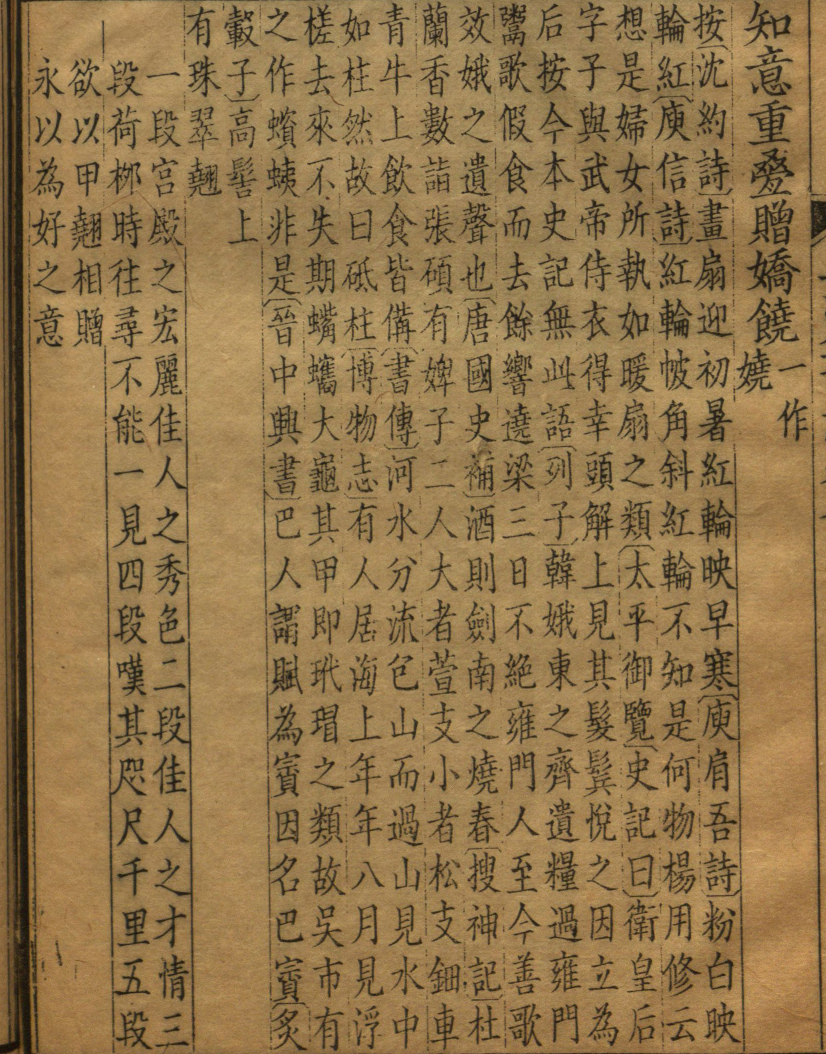 知意重疊贈嬌饒一作嬈
按沈約詩畫扇迎初暑紅輪映早寒庾肩吾詩粉白映
輪紅庾信詩紅輪帔角斜紅輪不知是何物楊用修云
想是婦女所執如暖扇之類太平御覽史記曰衛皇后
字子與武帝侍衣得幸頭解上見其髮鬒悅之因立為
后按今本史記無此語列子韓娥東之齊遺糧過雍門
鬻歌假食而去餘響遶梁三日不絕雍門人至今善歌
效娥之遺聲也唐國史補酒則劍南之燒春搜神記杜
蘭香數詣張碩有婢子二人大者萱支小者松支鈿車
青牛上飲食皆俻書傳河水分流包山而過山見水中
如柱然故曰砥柱博物志有人居海上年年八月見浮
槎去來不失期蠵䗱大龜其甲即玳瑁之類故吳市有
之作蠀蛦非是晉中興書巴人謂賦為賨因名巴賨炙
轂子高髻上
有珠翠翹
一段宮殿之宏麗佳人之秀色二段佳人之才情三
段荷栁時往尋不能一見四段嘆其咫尺千里五段
欲以甲翹相贈
永以為好之意